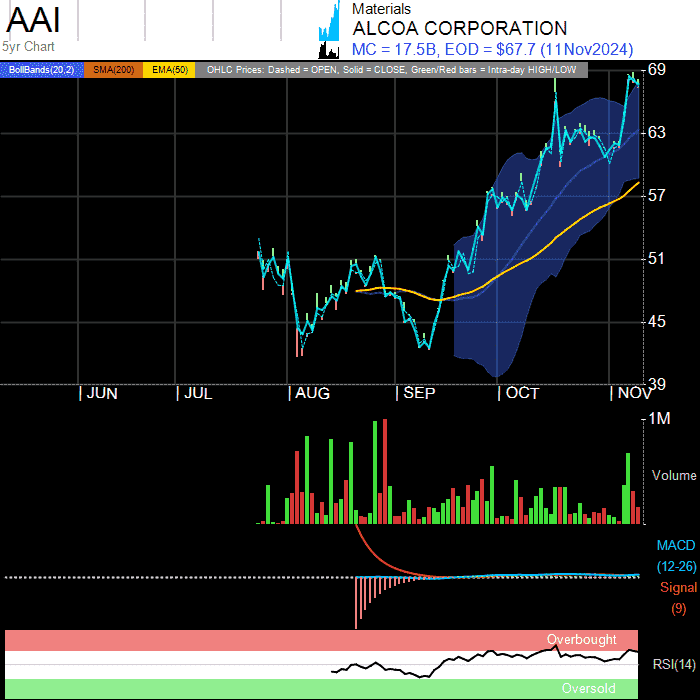 AAI
5yr Chart
Materials
ALCOA CORPORATION
MC = 17.5B, EOD = $67.7 (11Nov2024)
BollBands(20,2) SMA(200) EMA(50) OHLC Prices: Dashed = OPEN, Solid = CLOSE, Green/Red bars = Intra-day HIGH/LOW
69
63
57
51
45
39
| JUN | JUL | AUG | SEP | OCT | NOV
1M
Volume
MACD
(12-26)
Signal
(9)
Overbought
RSI(14)
Oversold